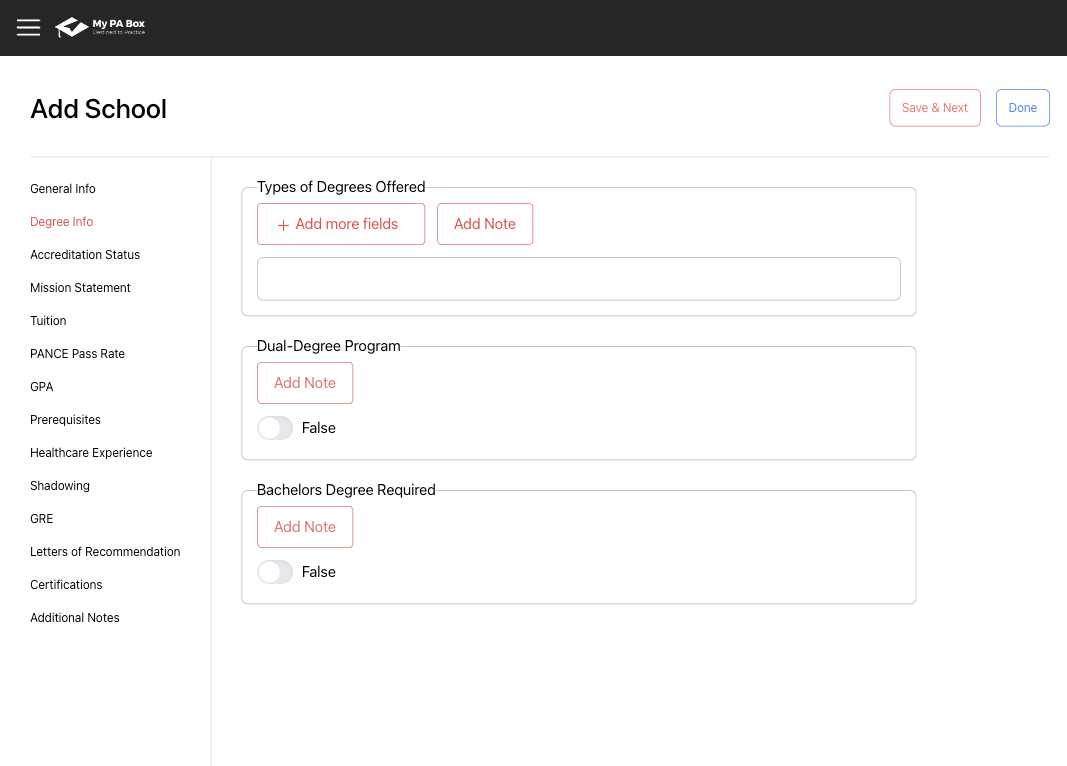 My PA Box
Destined to Practice
Add School
Save & Next
Done
General Info
Degree Info
Accreditation Status
Mission Statement
Tuition
PANCE Pass Rate
GPA
Prerequisites
Healthcare Experience
Shadowing
GRE
Letters of Recommendation
Certifications
Additional Notes
Types of Degrees Offered
+ Add more fields
Add Note
Dual-Degree Program
Add Note
False
Bachelors Degree Required
Add Note
False